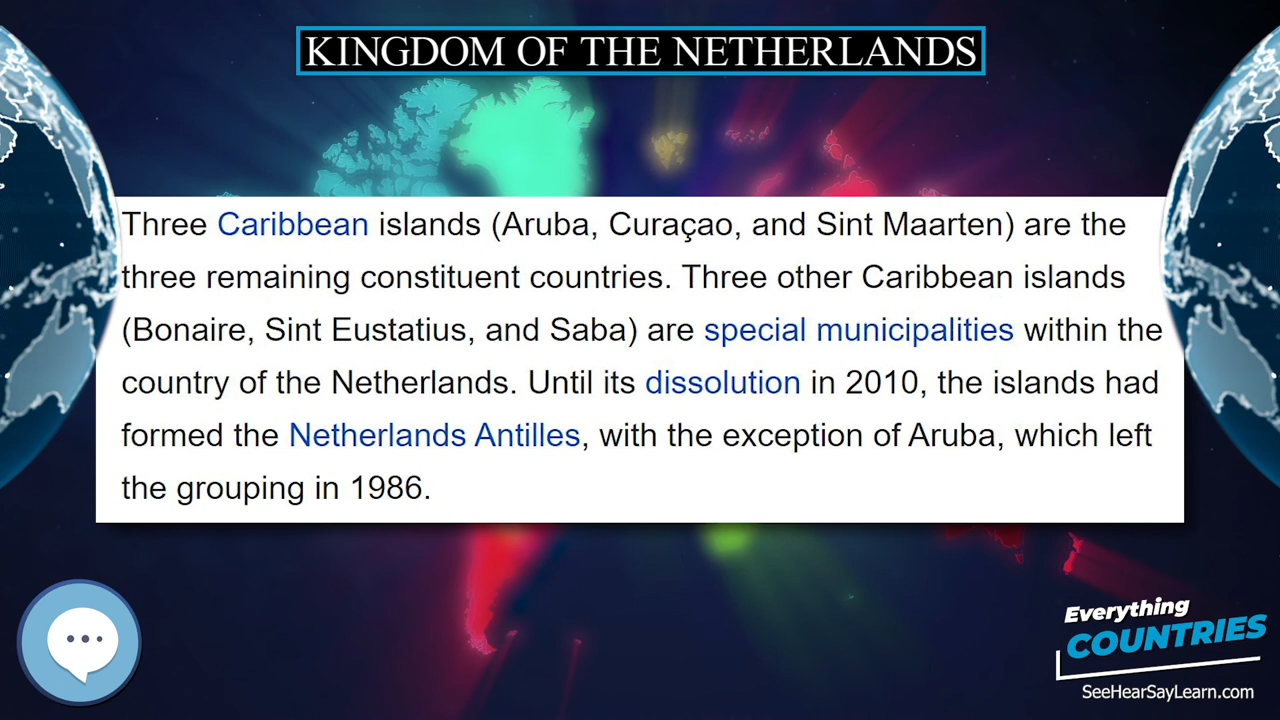 KINGDOM OF THE NETHERLANDS
Three Caribbean islands (Aruba, Curaçao, and Sint Maarten) are the
three remaining constituent countries. Three other Caribbean islands
(Bonaire, Sint Eustatius, and Saba) are special municipalities within the
country of the Netherlands. Until its dissolution in 2010, the islands had
formed the Netherlands Antilles, with the exception of Aruba, which left
the grouping in 1986.
Everything
COUNTRIES
SeeHearSayLearn.com